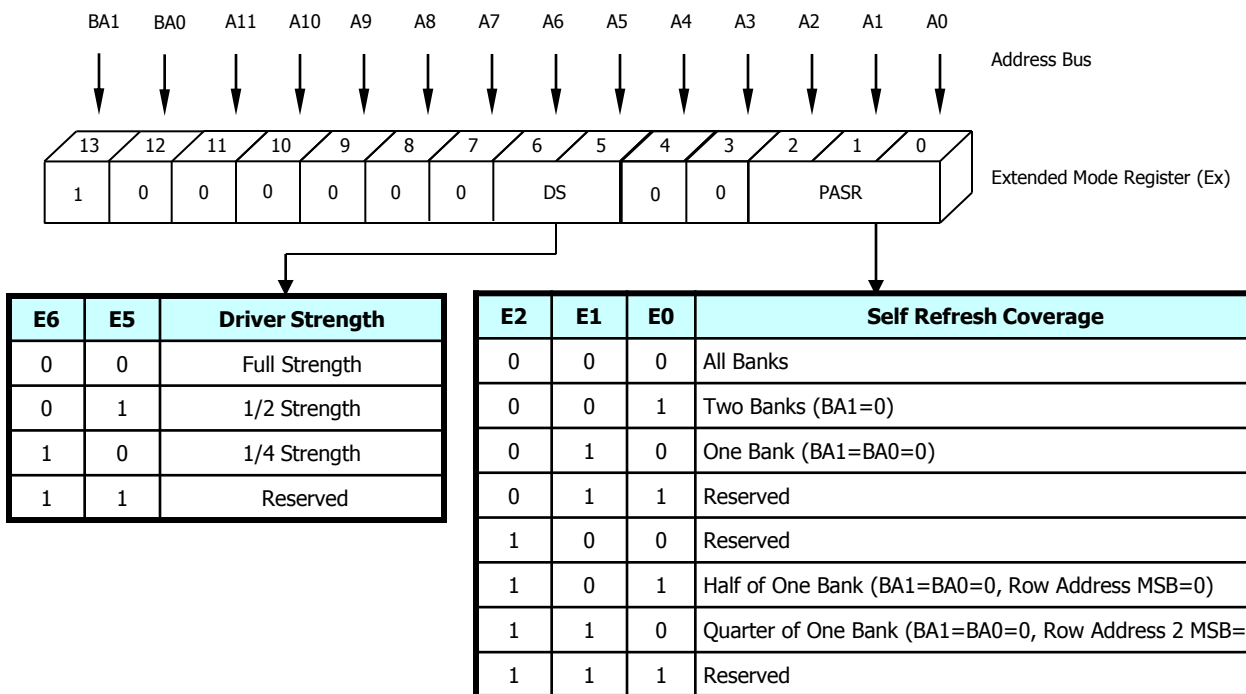 BA1 BA0 A11 A10 A9 A8 A7 A6 A5 A4 A3 A2 A1 A0
Address Bus
13 12 11 10 9 8 7 6 5 4 3 2 1 0
1 0 0 0 0 0 0 DS 0 0 PASR
Extended Mode Register (Ex)
E6 E5 Driver Strength
0 0 Full Strength
0 1 1/2 Strength
1 0 1/4 Strength
1 1 Reserved
E2 E1 E0 Self Refresh Coverage
0 0 0 All Banks
0 0 1 Two Banks (BA1=0)
0 1 0 One Bank (BA1=BA0=0)
0 1 1 Reserved
1 0 0 Reserved
1 0 1 Half of One Bank (BA1=BA0=0, Row Address MSB=0)
1 1 0 Quarter of One Bank (BA1=BA0=0, Row Address 2 MSB=
1 1 1 Reserved